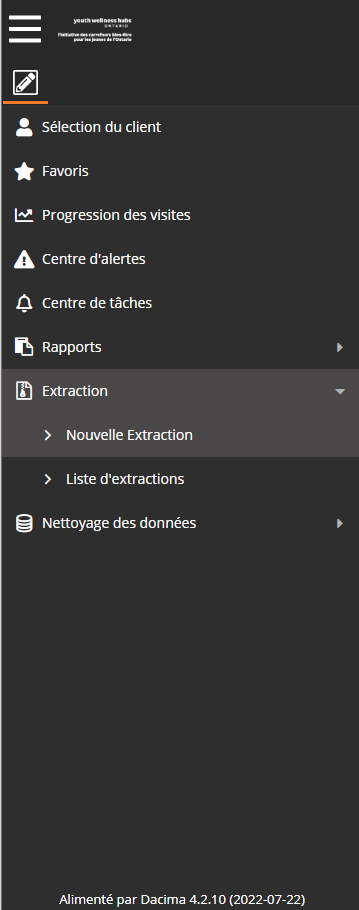 youth wellness hubs
ONTARIO
l'initiative des carrefours bien-être
pour les jeunes de l'Ontario
Sélection du client
Favoris
Progression des visites
Centre d'alertes
Centre de tâches
Rapports
Extraction
Nouvelle Extraction
Liste d'extractions
Nettoyage des données
Alimenté par Dacima 4.2.10 (2022-07-22)